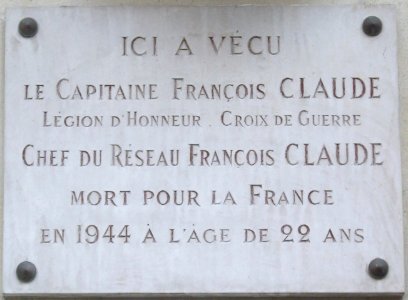 ICI A VÉCU
LE CAPITAINE FRANÇOIS CLAUDE
LÉGION D'HONNEUR . CROIX DE GUERRE
CHEF DU RÉSEAU FRANÇOIS CLAUDE
MORT POUR LA FRANCE
EN 1944 À L'ÂGE DE 22 ANS